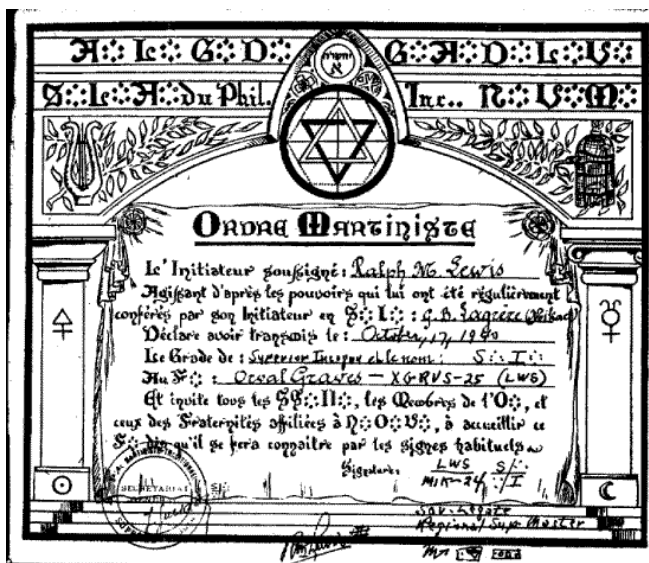 A∴ L∴ G∴ D∴ G∴ A∴ D∴ L∴ U∴
S∴ L∴ A∴ du Phil. Inc.. N∴ V∴ M∴
יהשוה
א
ORDRE MARTINISTE
L'Initiateur soussigné: Ralph M. Lewis
Agissant d'après les pouvoirs qui lui ont été régulièrement
conférés par son Initiateur en S∴ I∴: G. B. Lagrèze
Déclare avoir transmis le: October, 17, 1940
Le Grade de: Superior Incognu et le nom: S∴ I∴
Au F∴: Orval Graves — XGRVS-25 (LWS)
Et invite tous les SS∴ II∴, les Membres de l'O∴, et
ceux des Fraternités affiliées à N∴ O∴ V∴, à accueillir ce
F∴ dès qu'il se fera connaître par les signes habituels
Signature: LWS S∴
MIK-24 ∴I
SECRETARIAT
Sov. Legate
Regional Sup. Master